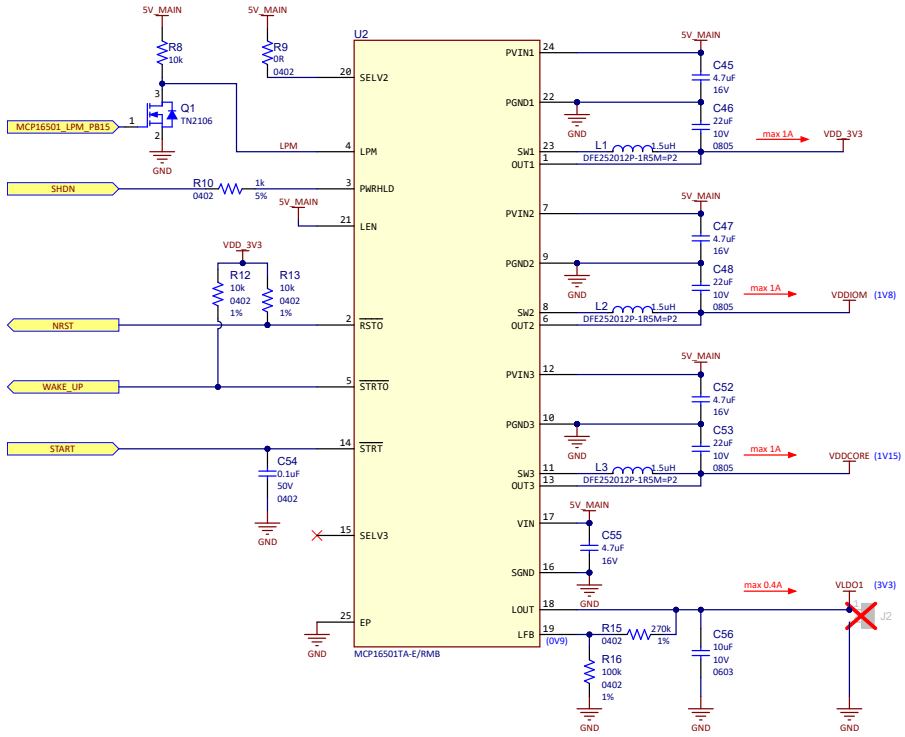 5V_MAIN
5V_MAIN
R8
10k
R9
0R
0402
U2
20
SELV2
3
Q1
TN2106
1
2
MCP16501_LPM_PB15
GND
LPM
4
LPM
SHDN
R10
0402
1k
5%
3
PWRHLD
5V_MAIN
21
LEN
VDD_3V3
R12
10k
0402
1%
R13
10k
0402
1%
NRST
2
RSTO
WAKE_UP
5
STRTO
START
14
STRT
C54
0.1uF
50V
0402
GND
15
SELV3
25
EP
GND
MCP16501TA-E/RMB
5V_MAIN
PVIN1
24
C45
4.7uF
16V
PGND1
22
GND
C46
22uF
10V
0805
SW1
23
L1
1.5uH
OUT1
1
DFE252012P-1R5M=P2
max 1A
VDD_3V3
5V_MAIN
PVIN2
7
C47
4.7uF
16V
PGND2
9
GND
C48
22uF
10V
0805
SW2
8
L2
1.5uH
OUT2
6
DFE252012P-1R5M=P2
max 1A
VDDIOM
(1V8)
5V_MAIN
PVIN3
12
C52
4.7uF
16V
PGND3
10
GND
C53
22uF
10V
0805
SW3
11
L3
1.5uH
OUT3
13
DFE252012P-1R5M=P2
max 1A
VDDCORE
(1V15)
5V_MAIN
VIN
17
C55
4.7uF
16V
SGND
16
GND
LOUT
18
max 0.4A
VLDO1
(3V3)
J2
LFB
19
(0V9)
R15
0402
270k
1%
R16
100k
0402
1%
GND
C56
10uF
10V
0603
GND
GND